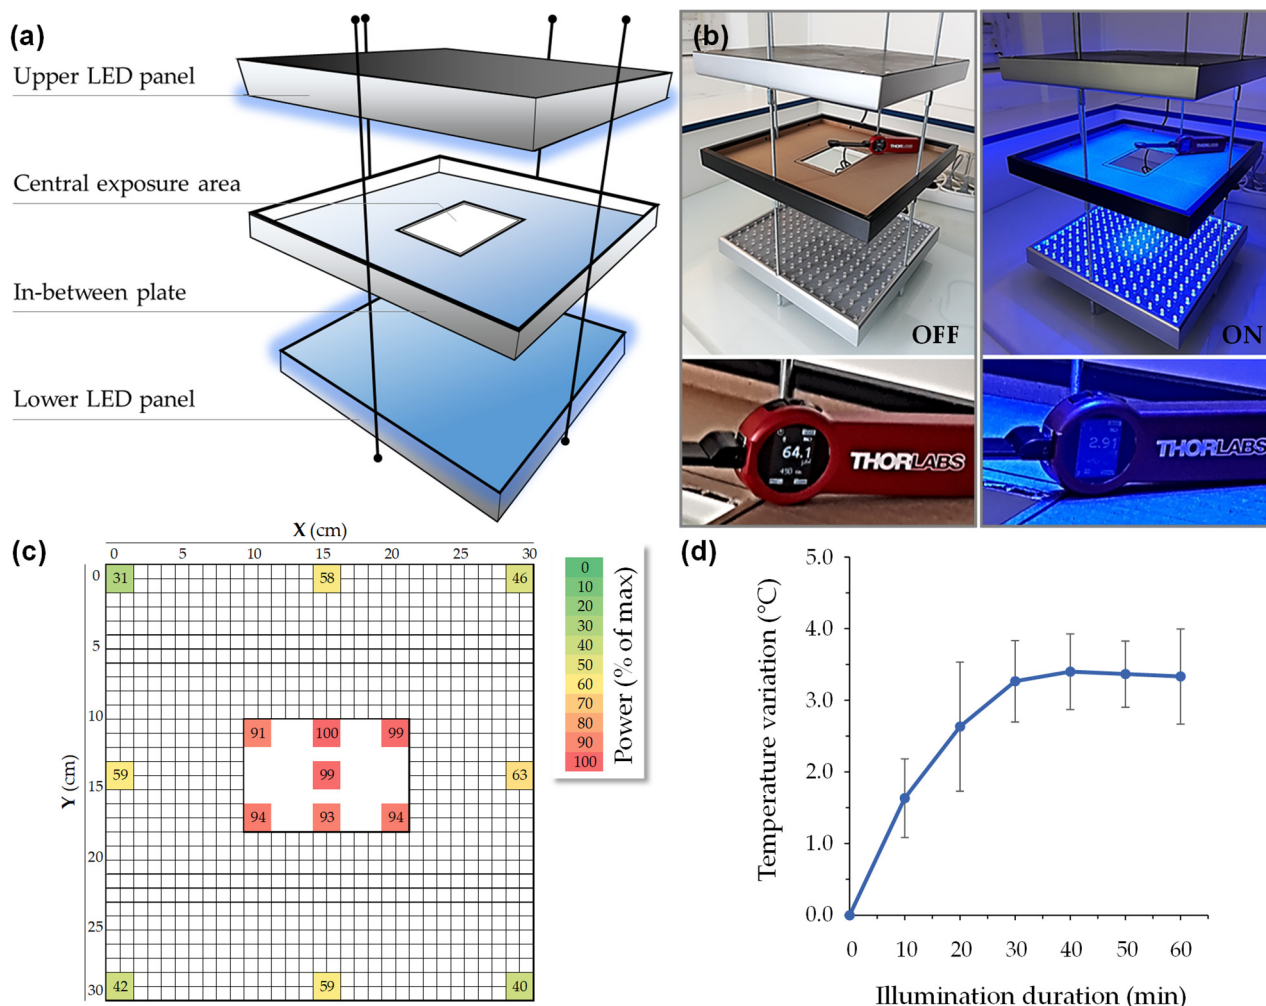 (a)
Upper LED panel
Central exposure area
In-between plate
Lower LED panel
(b)
THORLABS
THORLABS
OFF
ON
64.1
THORLABS
2.91
THORLABS
(c)
X (cm)
0 5 10 15 20 30
Y (cm)
0
5
10
15
20
25
30
31 58 46
91 100 99
59 99 63
94 93 94
42 59 40
0
10
20
30
40
50
60
70
80
90
100
Power (% of max)
(d)
Temperature variation (°C)
5.0
4.0
3.0
2.0
1.0
0.0
0 10 20 30 40 50 60
Illumination duration (min)